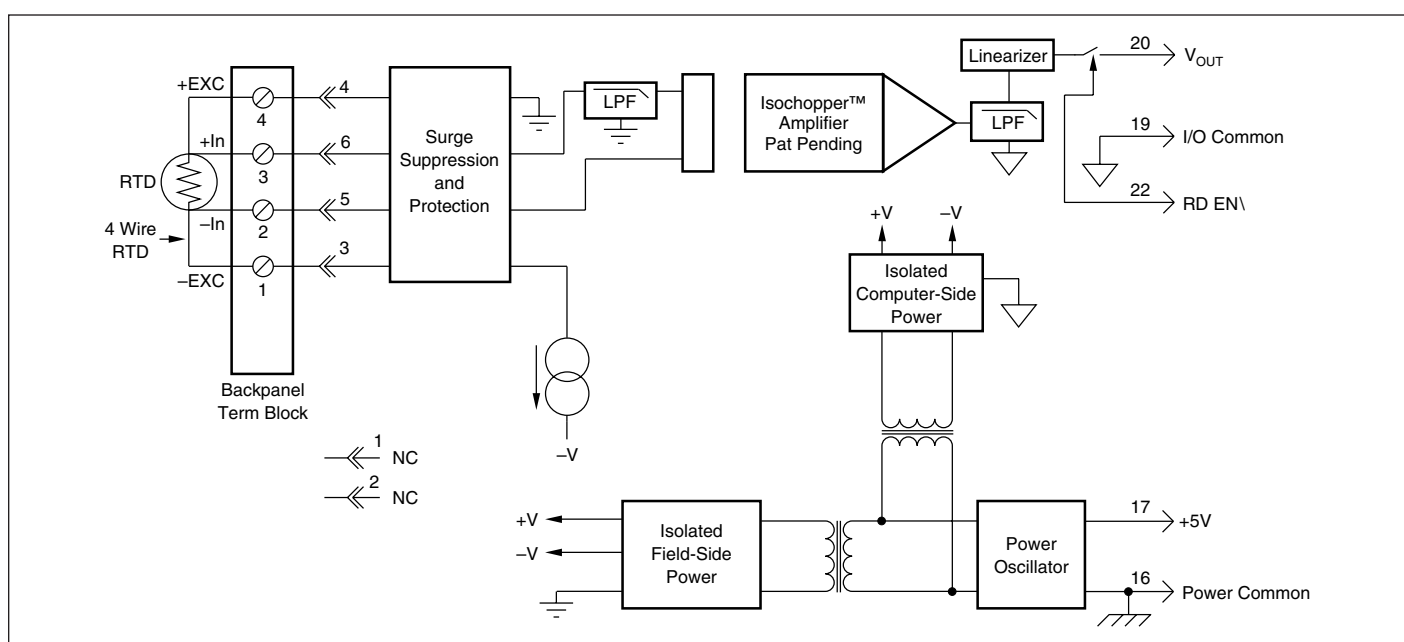 +EXC
4
4
+In
3
6
RTD
–In
2
5
4 Wire
RTD
–EXC
1
3
Backpanel
Term Block
Surge
Suppression
and
Protection
LPF
Isochopper™
Amplifier
Pat Pending
Linearizer
LPF
20
VOUT
19
I/O Common
22
RD EN\
+V
–V
Isolated
Computer-Side
Power
–V
1
NC
2
NC
+V
–V
Isolated
Field-Side
Power
Power
Oscillator
17
+5V
16
Power Common